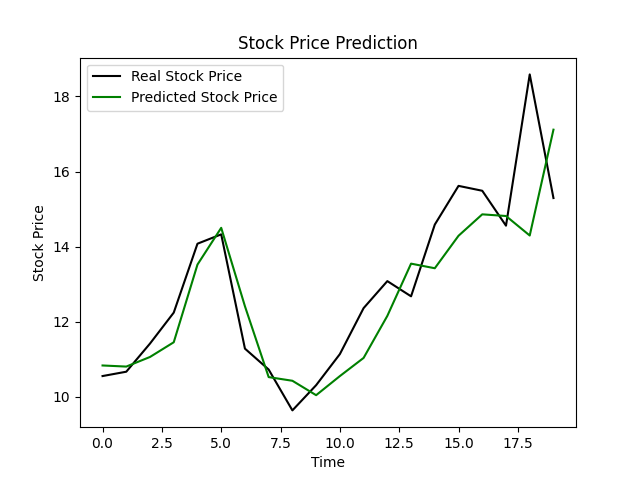 Stock Price Prediction
Real Stock Price
Predicted Stock Price
Stock Price
18
16
14
12
10
0.0 2.5 5.0 7.5 10.0 12.5 15.0 17.5
Time